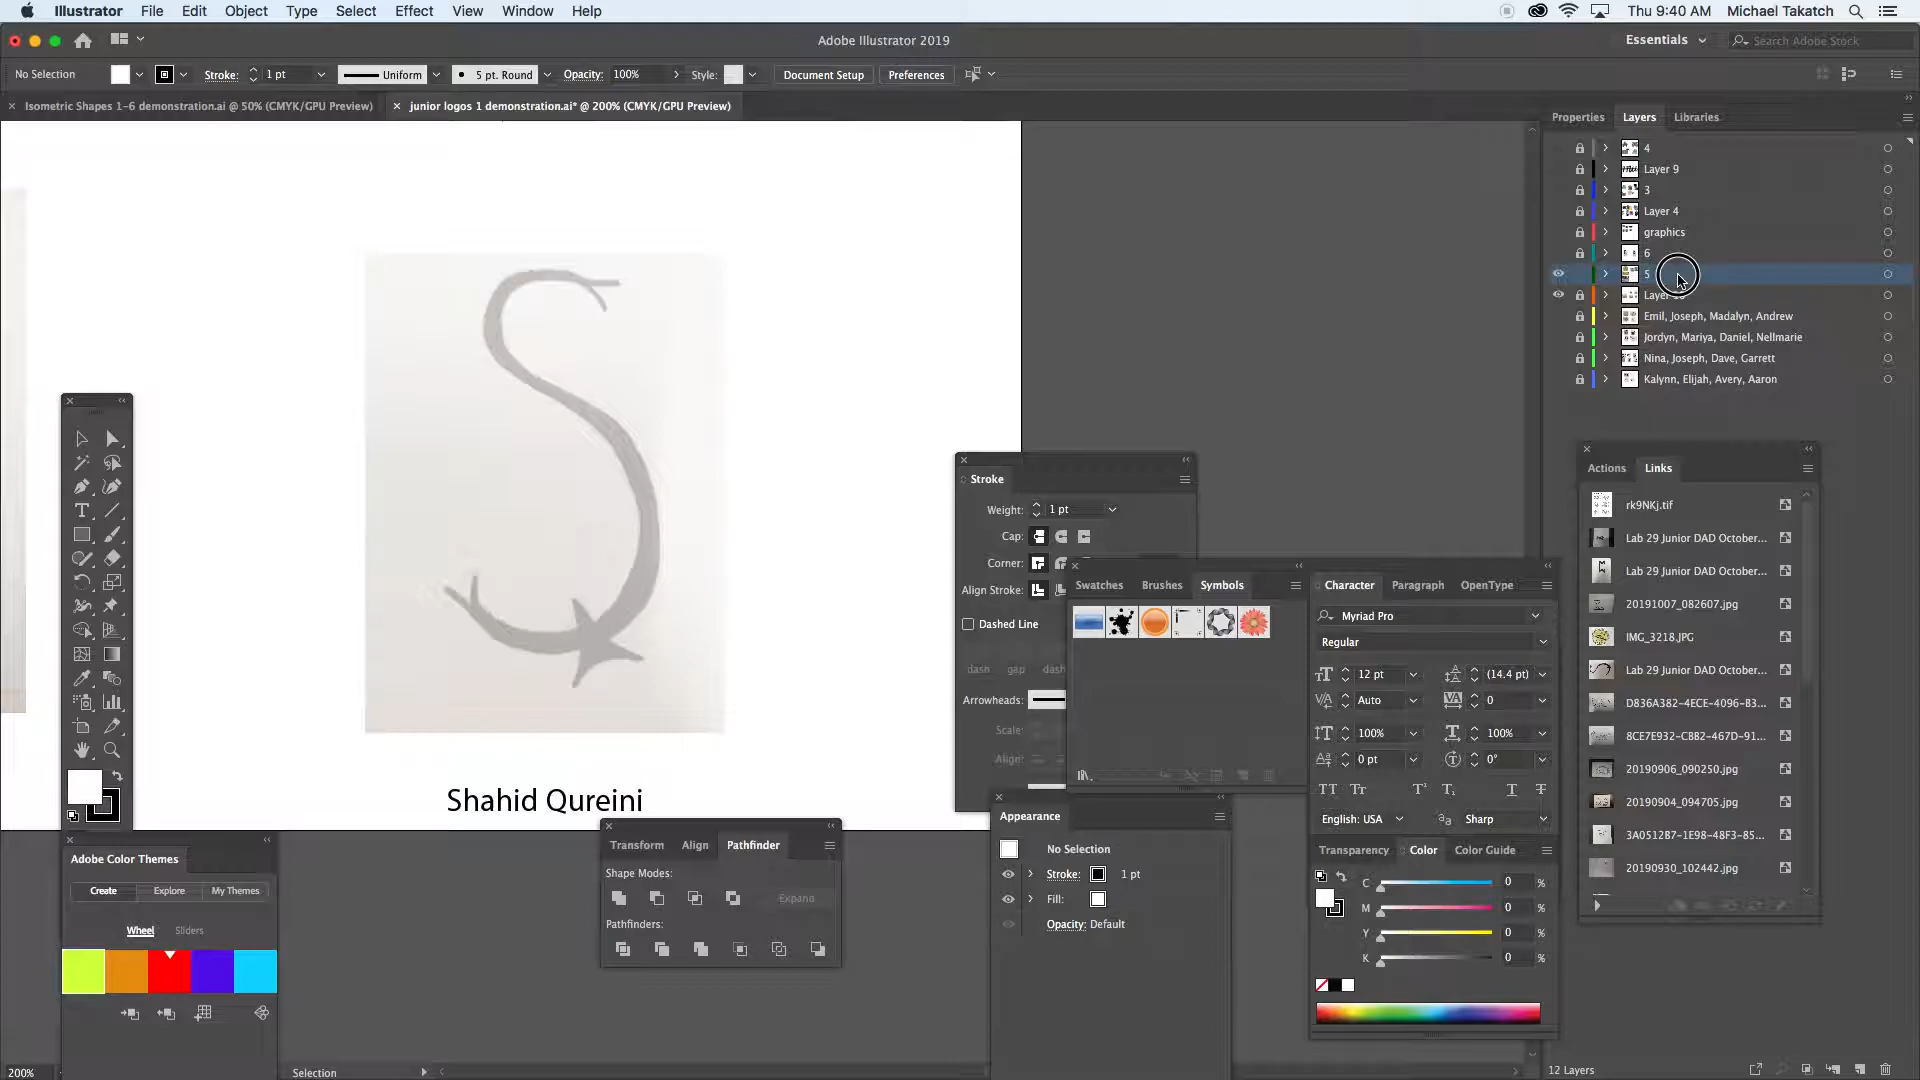 Illustrator File Edit Object Type Select Effect View Window Help
Thu 9:40 AM Michael Takatch
Adobe Illustrator 2019
Essentials
Search Adobe Stock
No Selection
Stroke: 1 pt
Uniform
5 pt. Round
Opacity: 100%
Style:
Document Setup
Preferences
Isometric Shapes 1-6 demonstration.ai @ 50% (CMYK/GPU Preview)
junior logos 1 demonstration.ai* @ 200% (CMYK/GPU Preview)
Properties Layers Libraries
4
Layer 9
3
Layer 4
graphics
6
5
Emil, Joseph, Madalyn, Andrew
Jordyn, Mariya, Daniel, Nellmarie
Nina, Joseph, Dave, Garrett
Kalynn, Elijah, Avery, Aaron
Shahid Qureini
Stroke
Weight: 1 pt
Cap:
Corner:
Align Stroke:
Dashed Line
dash gap dash
Arrowheads:
Scale:
Align:
Swatches Brushes Symbols
Character Paragraph OpenType
Myriad Pro
Regular
12 pt (14.4 pt)
Auto 0
100% 100%
0 pt 0°
English: USA Sharp
Transparency Color Color Guide
C 0 %
M 0 %
Y 0 %
K 0 %
Actions Links
rk9NKj.tif
Lab 29 Junior DAD October...
Lab 29 Junior DAD October...
20191007_082607.jpg
IMG_3218.JPG
Lab 29 Junior DAD October...
D836A382-4ECE-4096-B3...
8CE7E932-CBB2-467D-91...
20190906_090250.jpg
20190904_094705.jpg
3A0512B7-1E98-48F3-85...
20190930_102442.jpg
Adobe Color Themes
Create Explore My Themes
Wheel Sliders
Transform Align Pathfinder
Shape Modes:
Expand
Pathfinders:
Appearance
No Selection
Stroke: 1 pt
Fill:
Opacity: Default
200%
Selection
12 Layers